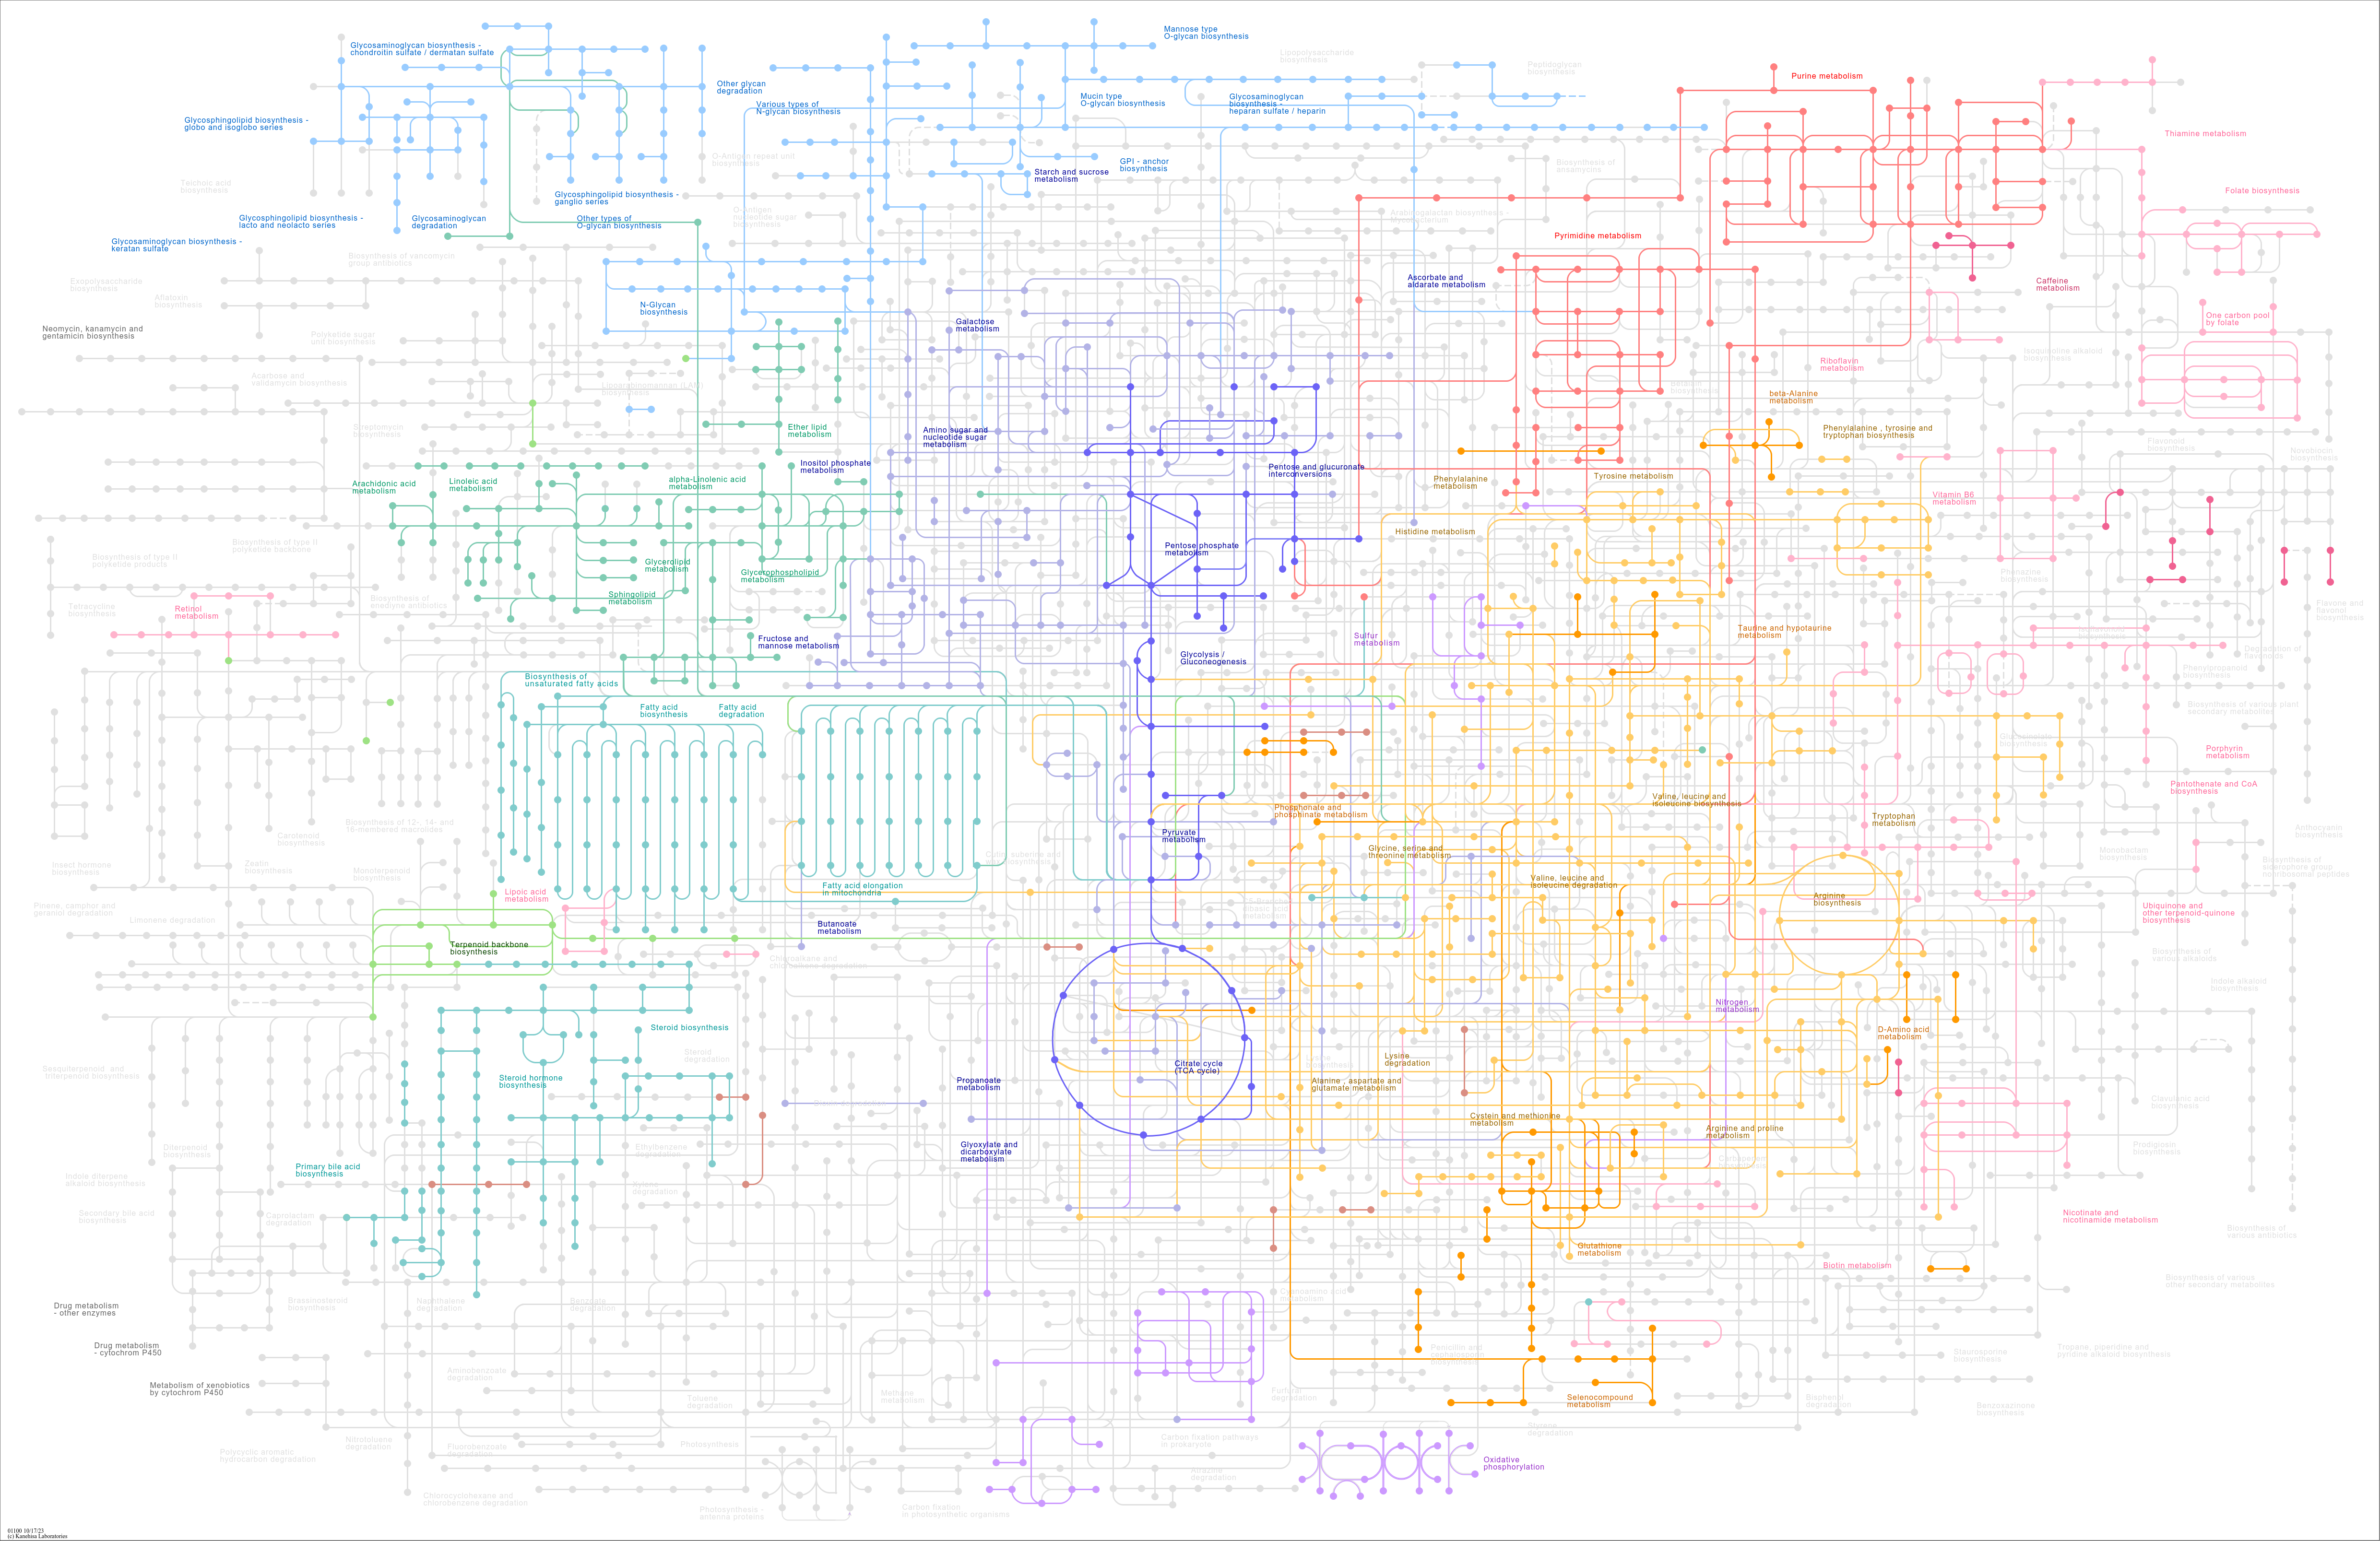 Glycosaminoglycan biosynthesis -
chondroitin sulfate / dermatan sulfate
Mannose type
O-glycan biosynthesis
Lipopolysaccharide
biosynthesis
Peptidoglycan
biosynthesis
Purine metabolism
Other glycan
degradation
Various types of
N-glycan biosynthesis
Mucin type
O-glycan biosynthesis
Glycosaminoglycan
biosynthesis -
heparan sulfate / heparin
Glycosphingolipid biosynthesis -
globo and isoglobo series
Thiamine metabolism
O-Antigen repeat unit
biosynthesis
GPI - anchor
biosynthesis
Biosynthesis of
ansamycins
Starch and sucrose
metabolism
Teichoic acid
biosynthesis
Folate biosynthesis
Glycosphingolipid biosynthesis -
ganglio series
Glycosphingolipid biosynthesis -
lacto and neolacto series
Glycosaminoglycan
degradation
Other types of
O-glycan biosynthesis
O-Antigen
nucleotide sugar
biosynthesis
Arabinogalactan biosynthesis -
Mycobacterium
Glycosaminoglycan biosynthesis -
keratan sulfate
Pyrimidine metabolism
Biosynthesis of vancomycin
group antibiotics
Exopolysaccharide
biosynthesis
Aflatoxin
biosynthesis
Ascorbate and
aldarate metabolism
Caffeine
metabolism
N-Glycan
biosynthesis
Neomycin, kanamycin and
gentamicin biosynthesis
Polyketide sugar
unit biosynthesis
Galactose
metabolism
One carbon pool
by folate
Isoquinoline alkaloid
biosynthesis
Riboflavin
metabolism
Acarbose and
validamycin biosynthesis
Lipoarabinomannan (LAM)
biosynthesis
Betalain
biosynthesis
beta-Alanine
metabolism
Streptomycin
biosynthesis
Ether lipid
metabolism
Amino sugar and
nucleotide sugar
metabolism
Phenylalanine , tyrosine and
tryptophan biosynthesis
Flavonoid
biosynthesis
Novobiocin
biosynthesis
Inositol phosphate
metabolism
Pentose and glucuronate
interconversions
Arachidonic acid
metabolism
Linoleic acid
metabolism
alpha-Linolenic acid
metabolism
Phenylalanine
metabolism
Tyrosine metabolism
Vitamin B6
metabolism
Histidine metabolism
Biosynthesis of type II
polyketide products
Biosynthesis of type II
polyketide backbone
Pentose phosphate
metabolism
Glycerolipid
metabolism
Glycerophospholipid
metabolism
Phenazine
biosynthesis
Sphingolipid
metabolism
Biosynthesis of
enediyne antibiotics
Tetracycline
biosynthesis
Retinol
metabolism
Flavone and
flavonol
biosynthesis
Fructose and
mannose metabolism
Sulfur
metabolism
Taurine and hypotaurine
metabolism
Glycolysis /
Gluconeogenesis
Degradation of
flavonoids
Phenylpropanoid
biosynthesis
Biosynthesis of
unsaturated fatty acids
Fatty acid
biosynthesis
Fatty acid
degradation
Biosynthesis of various plant
secondary metabolites
Glucosinolate
biosynthesis
Porphyrin
metabolism
Pantothenate and CoA
biosynthesis
Valine, leucine and
isoleucine biosynthesis
Phosphonate and
phosphinate metabolism
Tryptophan
metabolism
Biosynthesis of 12-, 14- and
16-membered macrolides
Carotenoid
biosynthesis
Pyruvate
metabolism
Anthocyanin
biosynthesis
Glycine, serine and
threonine metabolism
Monobactam
biosynthesis
Cutin, suberine and
wax biosynthesis
Insect hormone
biosynthesis
Zeatin
biosynthesis
Monoterpenoid
biosynthesis
Biosynthesis of
siderophore group
nonribosomal peptides
Valine, leucine and
isoleucine degradation
Fatty acid elongation
in mitochondria
Lipoic acid
metabolism
Arginine
biosynthesis
Pinene, camphor and
geraniol degradation
Limonene degradation
Ubiquinone and
other terpenoid-quinone
biosynthesis
Butanoate
metabolism
Terpenoid backbone
biosynthesis
Biosynthesis of
various alkaloids
Chloroalkane and
chloroalkene degradation
Indole alkaloid
biosynthesis
Nitrogen
metabolism
Steroid biosynthesis
D-Amino acid
metabolism
Steroid
degradation
Lysine
biosynthesis
Lysine
degradation
Citrate cycle
(TCA cycle)
Sesquiterpenoid and
triterpenoid biosynthesis
Steroid hormone
biosynthesis
Propanoate
metabolism
Alanine , aspartate and
glutamate metabolism
Clavulanic acid
biosynthesis
Cystein and methionine
metabolism
Arginine and proline
metabolism
Diterpenoid
biosynthesis
Ethylbenzene
degradation
Glyoxylate and
dicarboxylate
metabolism
Prodigiosin
biosynthesis
Carbapenem
biosynthesis
Primary bile acid
biosynthesis
Indole diterpene
alkaloid biosynthesis
Xylene
degradation
Secondary bile acid
biosynthesis
Caprolactam
degradation
Nicotinate and
nicotinamide metabolism
Biosynthesis of
various antibiotics
Glutathione
metabolism
Biotin metabolism
Biosynthesis of various
other secondary metabolites
Cyanoamino acid
metabolism
Drug metabolism
- other enzymes
Brassinosteroid
biosynthesis
Naphthalene
degradation
Benzoate
degradation
Drug metabolism
- cytochrom P450
Penicillin and
cephalosporin
biosynthesis
Staurosporine
biosynthesis
Tropane, piperidine and
pyridine alkaloid biosynthesis
Aminobenzoate
degradation
Metabolism of xenobiotics
by cytochrom P450
Methane
metabolism
Furfural
degradation
Toluene
degradation
Selenocompound
metabolism
Bisphenol
degradation
Benzoxazinone
biosynthesis
Styrene
degradation
Nitrotoluene
degradation
Fluorobenzoate
degradation
Photosynthesis
Carbon fixation pathways
in prokaryote
Polycyclic aromatic
hydrocarbon degradation
Oxidative
phosphorylation
Atrazine
degradation
Chlorocyclohexane and
chlorobenzene degradation
Photosynthesis -
antenna proteins
Carbon fixation
in photosynthetic organisms
01100 10/17/23
(c) Kanehisa Laboratories